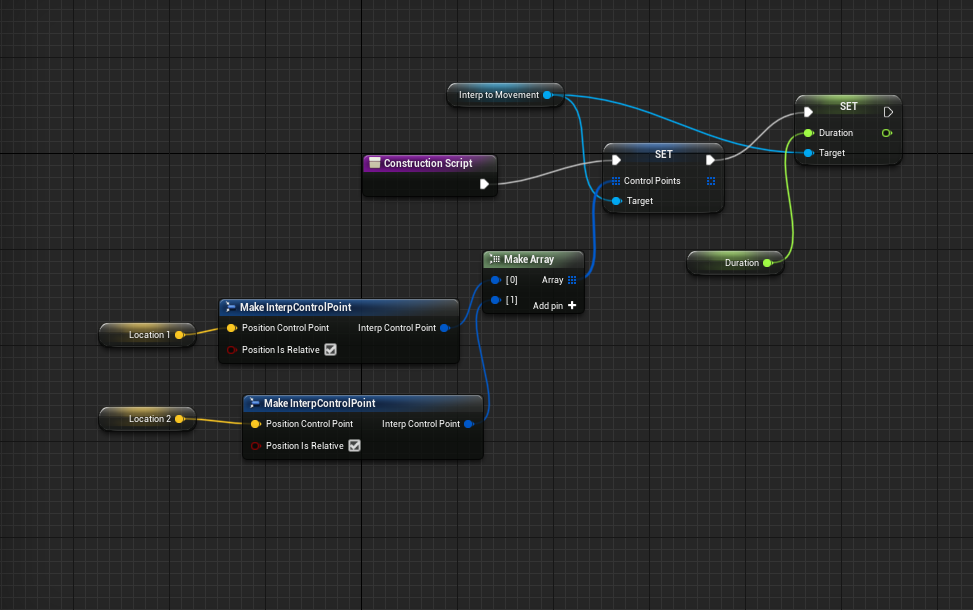 Interp to Movement
SET
Duration
Target
Construction Script
SET
Control Points
Target
Duration
Make Array
[0] Array
[1]
Add pin +
Make InterpControlPoint
Location 1
Position Control Point Interp Control Point
Position Is Relative
Make InterpControlPoint
Location 2
Position Control Point Interp Control Point
Position Is Relative